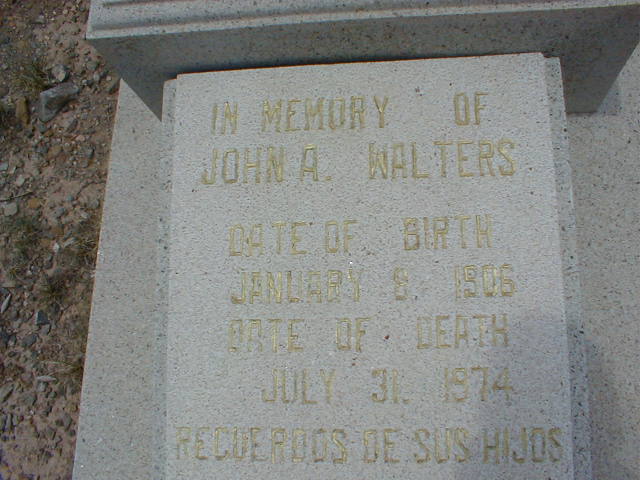 IN MEMORY OF
JOHN A. WALTERS
DATE OF BIRTH
JANUARY 8. 1906
DATE OF DEATH
JULY 31. 1974
RECUERDOS DE SUS HIJOS